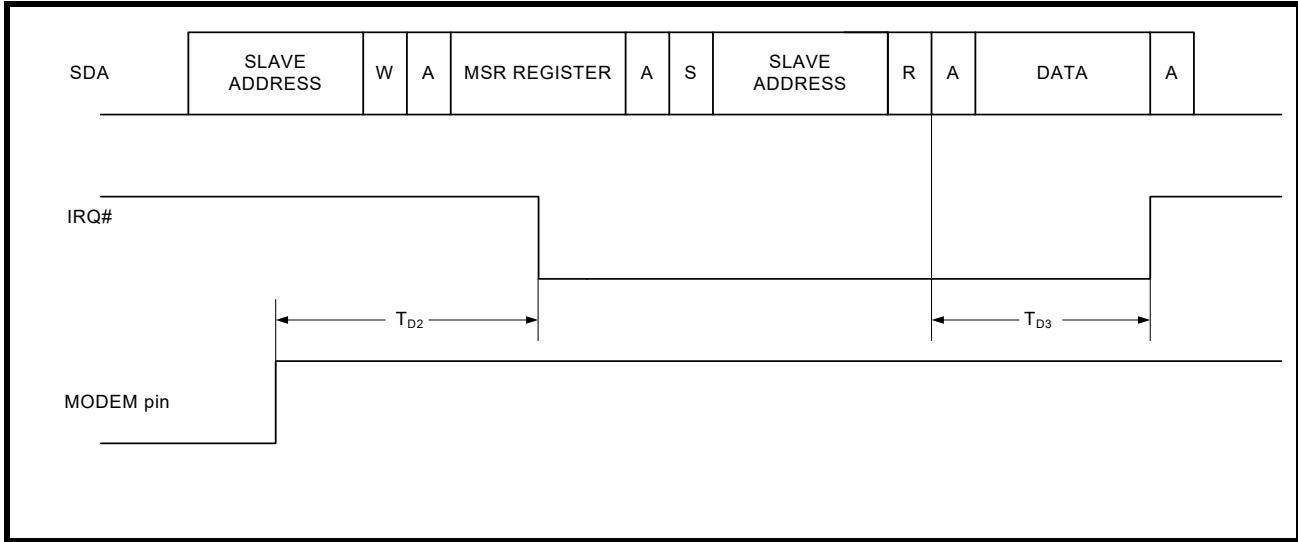 SDA
SLAVE
ADDRESS
W
A
MSR REGISTER
A
S
SLAVE
ADDRESS
R
A
DATA
A
IRQ#
TD2
TD3
MODEM pin